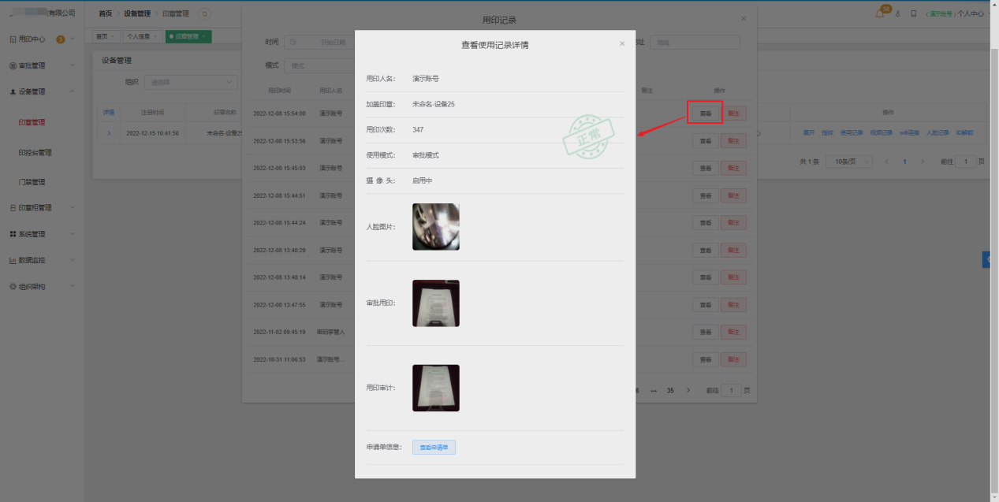 有限公司
首页 设备管理 印章管理
53
(演示账号) 个人中心
首页 个人信息 印章管理
用印中心 3
审批管理
设备管理
印章管理
印控台管理
门禁管理
印章柜管理
系统管理
数据监控
组织架构
设备管理
组织 请选择
详情 注册时间 印章名称 操作
2022-12-15 10:41:56 未命名-设备25
指纹 使用记录 视频记录 wifi连接 人脸记录 ID解锁
共 1 条 10条/页 1 前往 1 页
用印记录
时间 开始日期 地址
模式 模式
用印时间 用印人名 备注 操作
2022-12-08 15:54:00 演示账号 查看 备注
2022-12-08 15:53:56 演示账号 查看 备注
2022-12-08 15:45:03 演示账号 查看 备注
2022-12-08 15:44:51 演示账号 查看 备注
2022-12-08 15:44:24 演示账号 查看 备注
2022-12-08 13:48:29 演示账号 查看 备注
2022-12-08 13:48:14 演示账号 查看 备注
2022-12-08 13:47:55 演示账号 查看 备注
2022-11-02 09:45:19 密码掌管人 查看 备注
2022-10-31 11:06:53 演示账号... 查看 备注
6 ••• 35 前往 1 页
查看使用记录详情
用印人名: 演示账号
加盖印章: 未命名-设备25
用印次数: 347
正常
使用模式: 审批模式
摄 像 头: 启用中
人脸图片:
审批用印:
用印审计:
申请单信息: 查看申请单